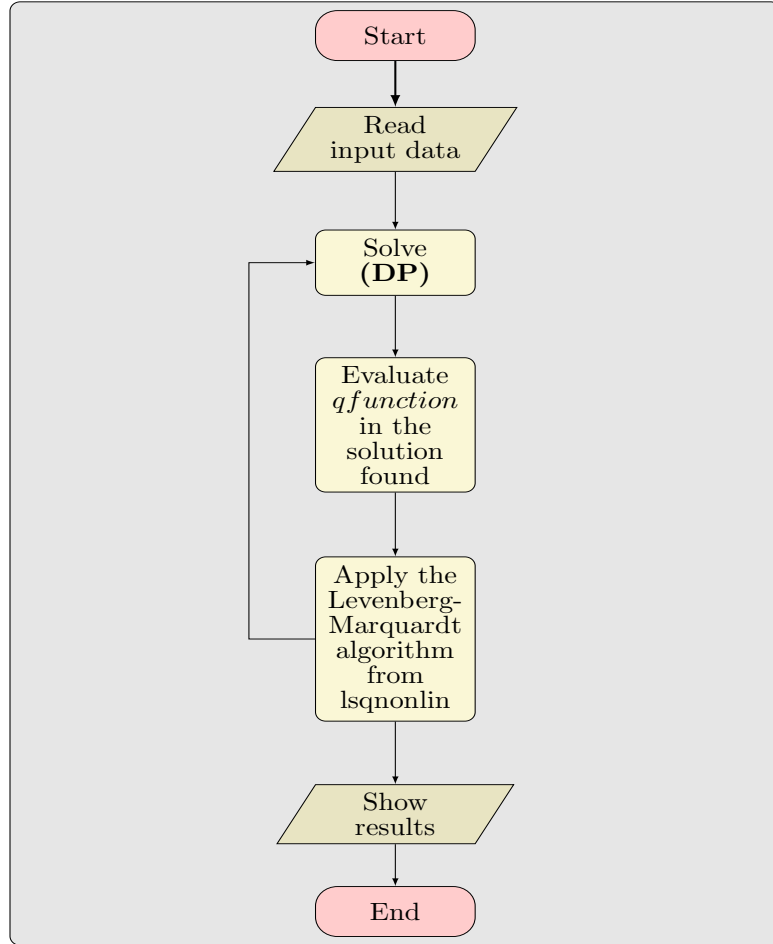 Start
Read
input data
Solve
(DP)
Evaluate
qfunction
in the
solution
found
Apply the
Levenberg-
Marquardt
algorithm
from
lsqnonlin
Show
results
End